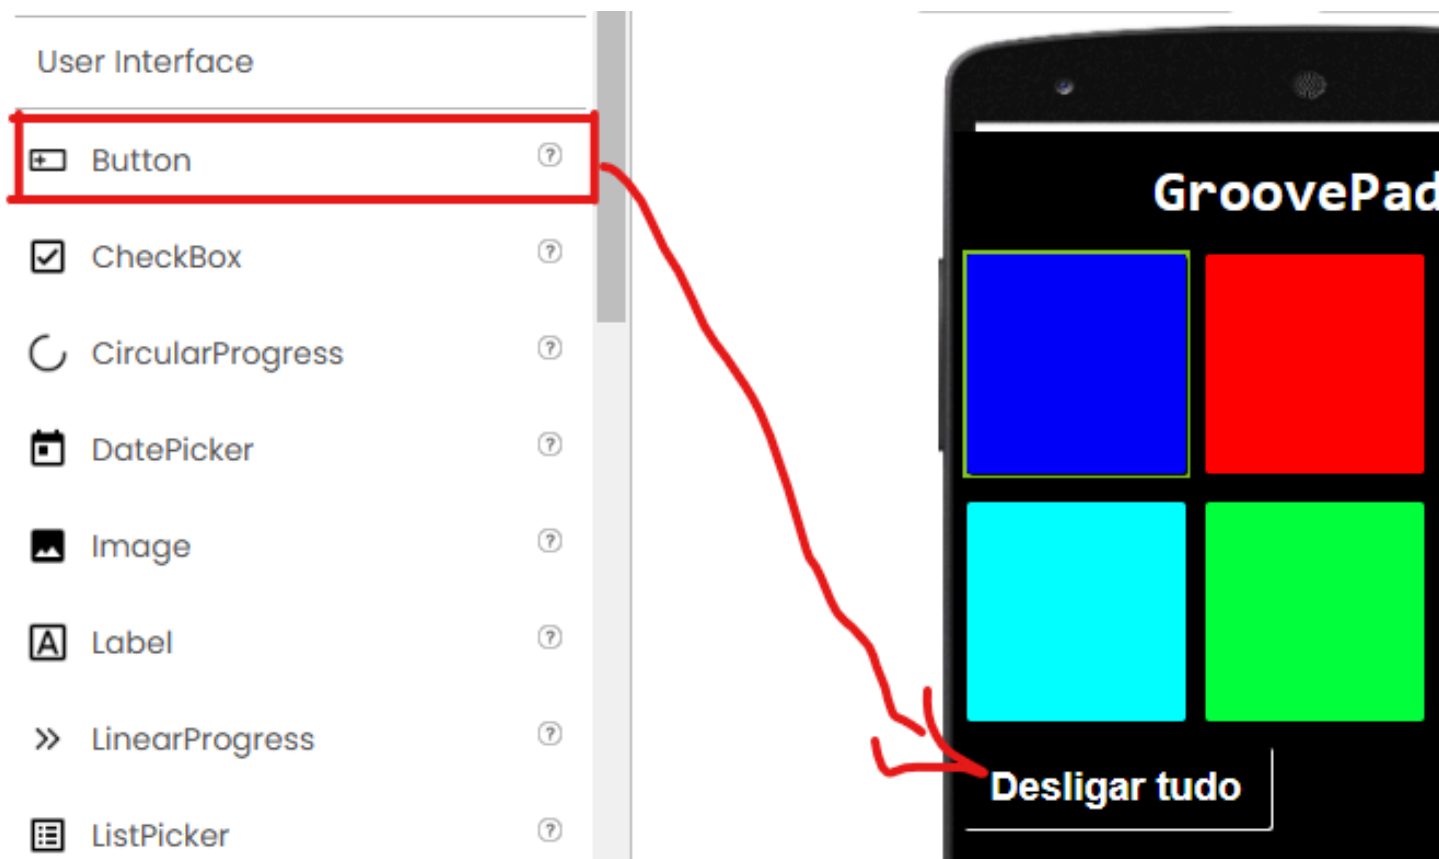 User Interface
Button
CheckBox
CircularProgress
DatePicker
Image
Label
LinearProgress
ListPicker
GroovePad
Desligar tudo